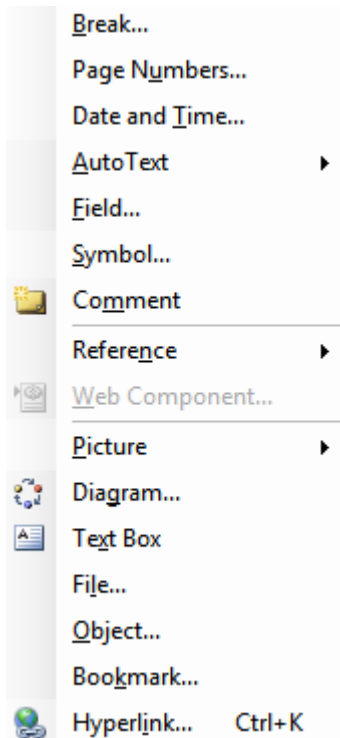 Break...
Page Numbers...
Date and Time...
AutoText
Field...
Symbol...
Comment
Reference
Web Component...
Picture
Diagram...
Text Box
File...
Object...
Bookmark...
Hyperlink... Ctrl+K